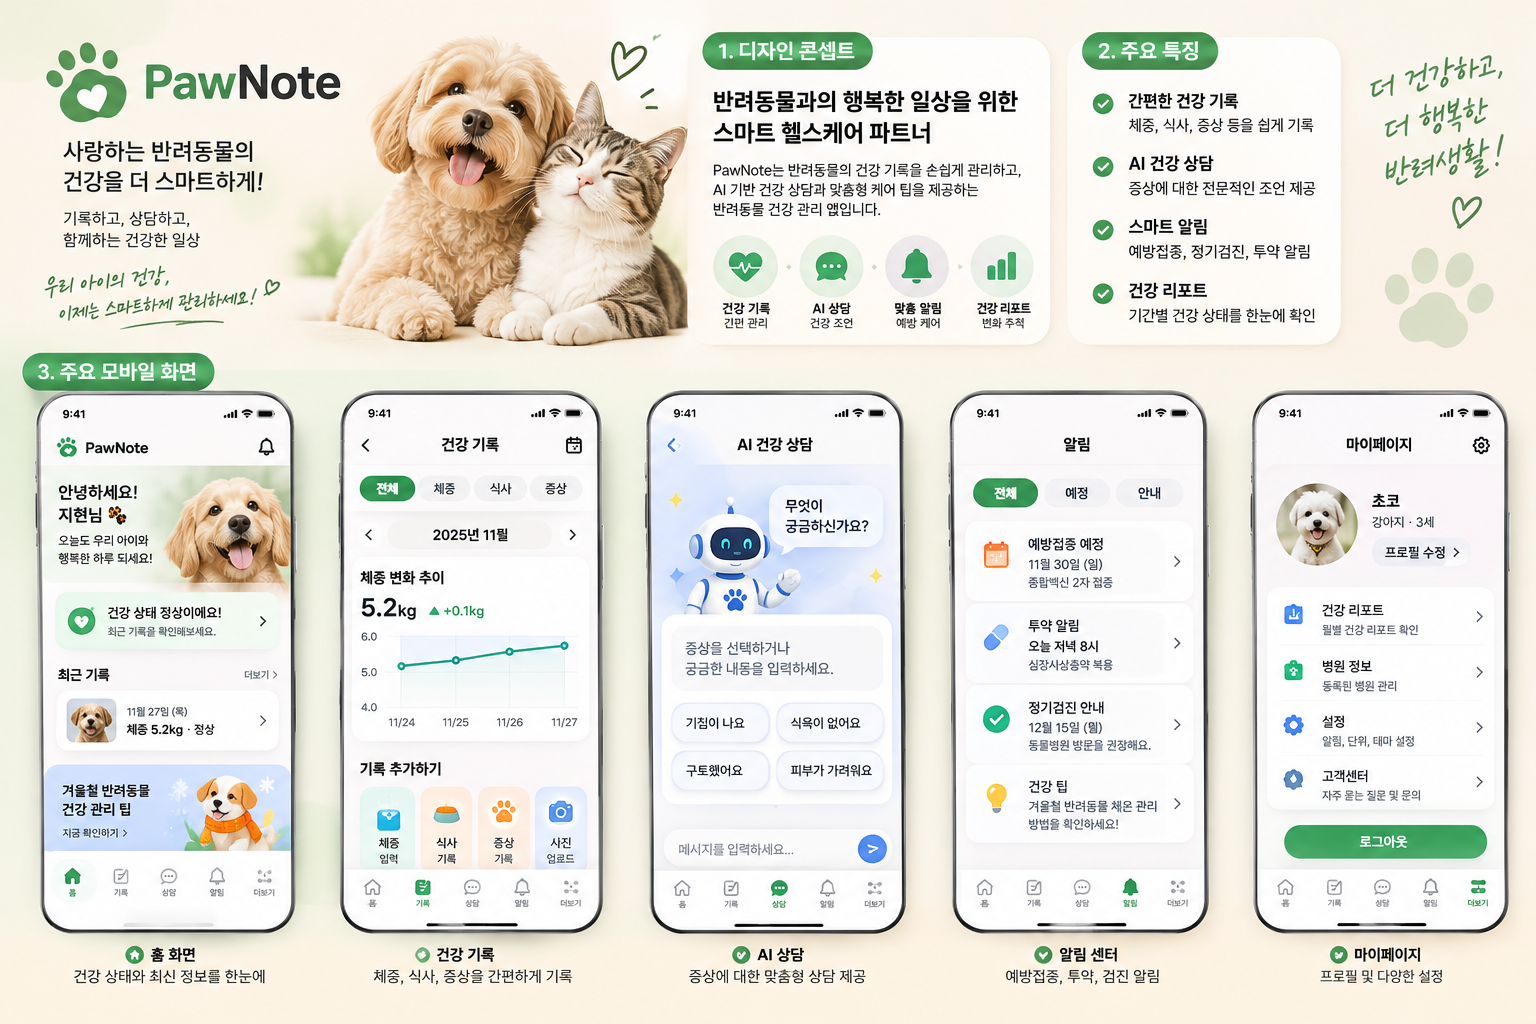 PawNote
사랑하는 반려동물의
건강을 더 스마트하게!
기록하고, 상담하고,
함께하는 건강한 일상
우리 아이의 건강,
이제는 스마트하게 관리하세요!
1. 디자인 콘셉트
반려동물과의 행복한 일상을 위한
스마트 헬스케어 파트너
PawNote는 반려동물의 건강 기록을 손쉽게 관리하고,
AI 기반 건강 상담과 맞춤형 케어 팁을 제공하는
반려동물 건강 관리 앱입니다.
건강 기록
간편 관리
AI 상담
건강 조언
맞춤 알림
예방 케어
건강 리포트
변화 추적
2. 주요 특징
간편한 건강 기록
체중, 식사, 증상 등을 쉽게 기록
AI 건강 상담
증상에 대한 전문적인 조언 제공
스마트 알림
예방접종, 정기검진, 투약 알림
건강 리포트
기간별 건강 상태를 한눈에 확인
더 건강하고,
더 행복한
반려생활!
3. 주요 모바일 화면
9:41
PawNote
안녕하세요!
지현님
오늘도 우리 아이와
행복한 하루 되세요!
건강 상태 정상이에요!
최근 기록을 확인해보세요.
최근 기록
더보기
11월 27일 (목)
체중 5.2kg · 정상
겨울철 반려동물
건강 관리 팁
지금 확인하기
홈
기록
상담
알림
더보기
홈 화면
건강 상태와 최신 정보를 한눈에
9:41
건강 기록
전체
체중
식사
증상
2025년 11월
체중 변화 추이
5.2kg
+0.1kg
6.0
5.0
4.0
11/24
11/25
11/26
11/27
기록 추가하기
체중
입력
식사
기록
증상
기록
사진
업로드
홈
기록
상담
알림
더보기
건강 기록
체중, 식사, 증상을 간편하게 기록
9:41
AI 건강 상담
무엇이
궁금하신가요?
증상을 선택하거나
궁금한 내용을 입력하세요.
기침이 나요
식욕이 없어요
구토했어요
피부가 가려워요
메시지를 입력하세요...
홈
기록
상담
알림
더보기
AI 상담
증상에 대한 맞춤형 상담 제공
9:41
알림
전체
예정
안내
예방접종 예정
11월 30일 (일)
종합백신 2차 접종
투약 알림
오늘 저녁 8시
심장사상충약 복용
정기검진 안내
12월 15일 (월)
동물병원 방문을 권장해요.
건강 팁
겨울철 반려동물 체온 관리
방법을 확인하세요!
홈
기록
상담
알림
더보기
알림 센터
예방접종, 투약, 검진 알림
9:41
마이페이지
초코
강아지 · 3세
프로필 수정
건강 리포트
월별 건강 리포트 확인
병원 정보
등록된 병원 관리
설정
알림, 단위, 테마 설정
고객센터
자주 묻는 질문 및 문의
로그아웃
홈
기록
상담
알림
더보기
마이페이지
프로필 및 다양한 설정